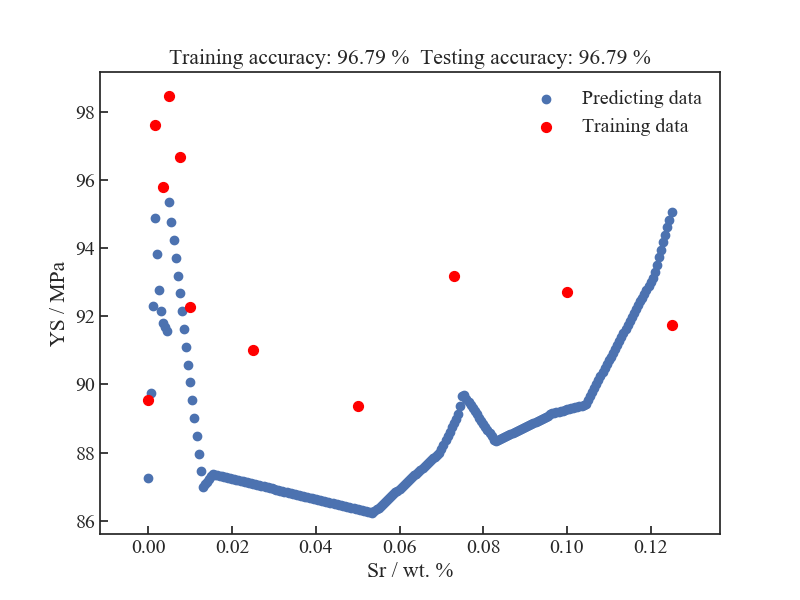 Training accuracy: 96.79 %  Testing accuracy: 96.79 %
Predicting data
Training data
YS / MPa
98
96
94
92
90
88
86
0.00 0.02 0.04 0.06 0.08 0.10 0.12
Sr / wt. %